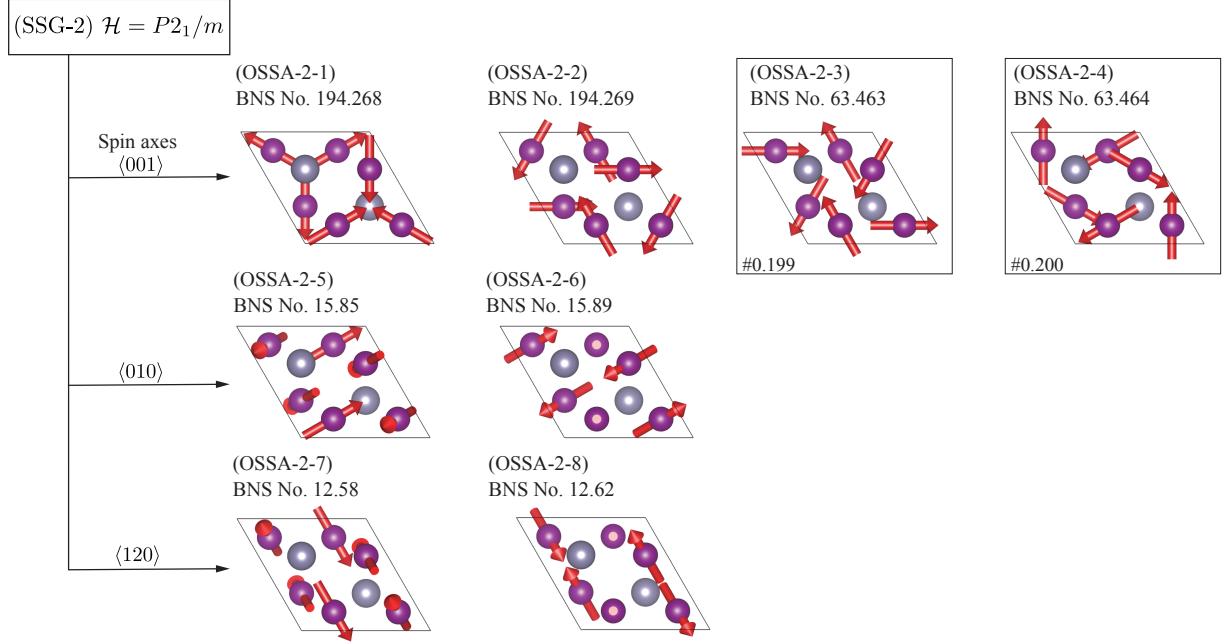 (SSG-2) ℋ = P2₁/m
(OSSA-2-1)
BNS No. 194.268
(OSSA-2-2)
BNS No. 194.269
(OSSA-2-3)
BNS No. 63.463
(OSSA-2-4)
BNS No. 63.464
Spin axes
⟨001⟩
#0.199
#0.200
(OSSA-2-5)
BNS No. 15.85
(OSSA-2-6)
BNS No. 15.89
⟨010⟩
(OSSA-2-7)
BNS No. 12.58
(OSSA-2-8)
BNS No. 12.62
⟨120⟩